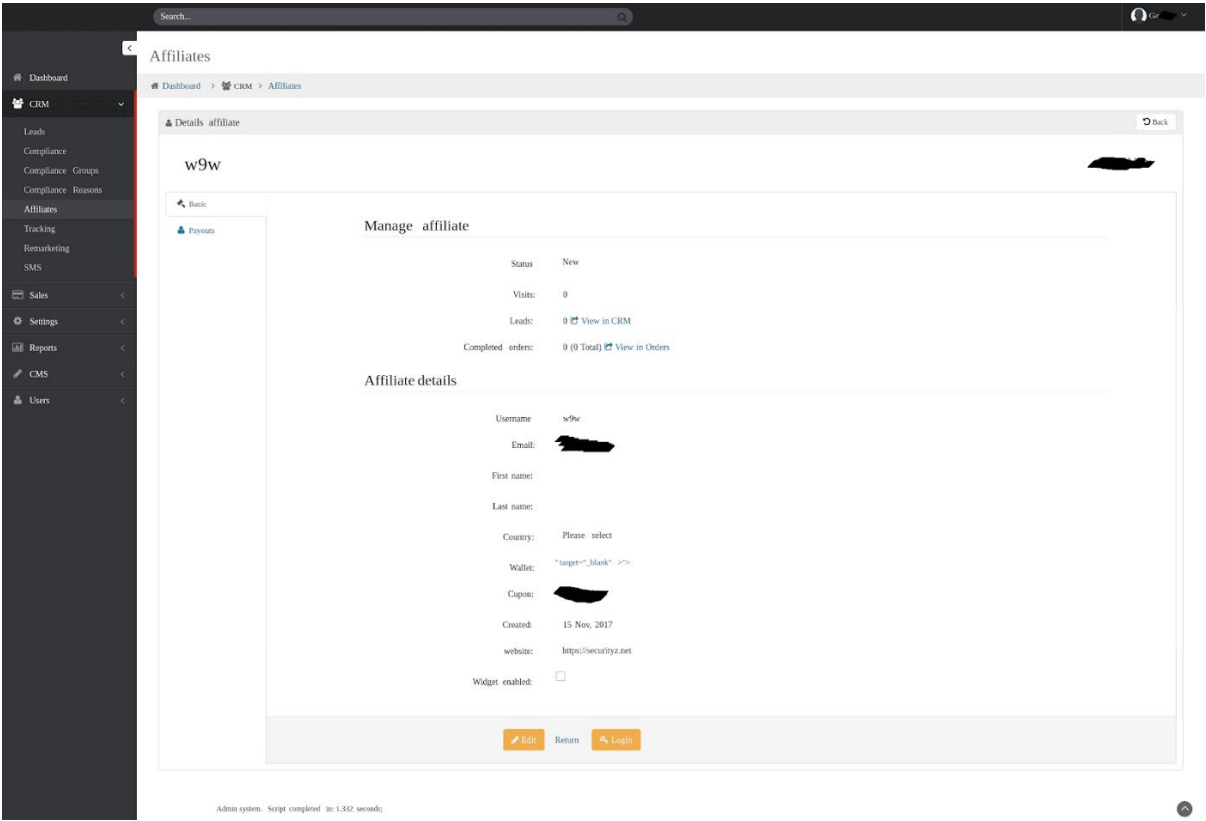 Search...
Ge
Affiliates
Dashboard
Dashboard > CRM > Affiliates
CRM
Leads
Compliance
Compliance Groups
Compliance Reasons
Affiliates
Tracking
Remarketing
SMS
Sales
Settings
Reports
CMS
Users
Details affiliate
Back
w9w
Basic
Payouts
Manage affiliate
Status New
Visits: 0
Leads: 0 View in CRM
Completed orders: 0 (0 Total) View in Orders
Affiliate details
Username w9w
Email:
First name:
Last name:
Country: Please select
Wallet: " target="_blank" >">
Cupon:
Created: 15 Nov, 2017
website: https://securityz.net
Widget enabled:
Edit Return Login
Admin system. Script completed in: 1.332 seconds;